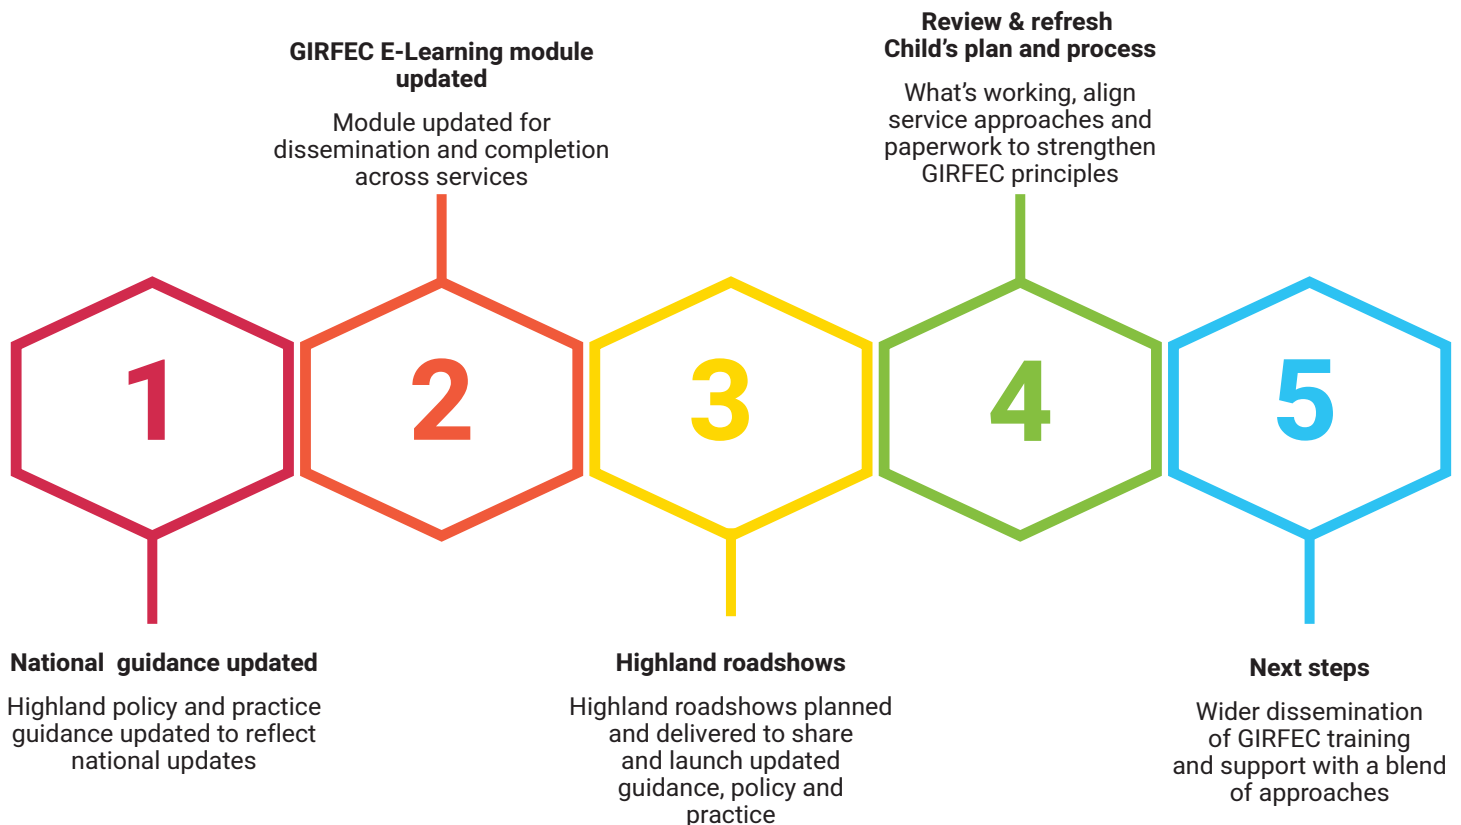 GIRFEC E-Learning module
updated
Module updated for
dissemination and completion
across services
Review & refresh
Child’s plan and process
What’s working, align
service approaches and
paperwork to strengthen
GIRFEC principles
1
2
3
4
5
National  guidance updated
Highland policy and practice
guidance updated to reflect
national updates
Highland roadshows
Highland roadshows planned
and delivered to share
and launch updated
guidance, policy and
practice
Next steps
Wider dissemination
of GIRFEC training
and support with a blend
of approaches